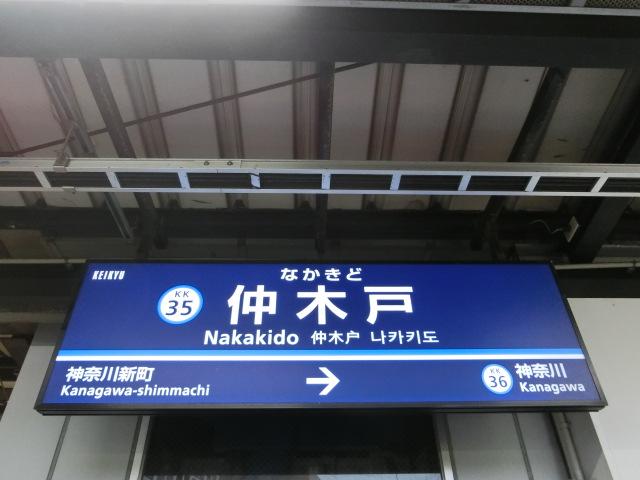 KEIKYU
なかきど
KK 35 仲木戸
Nakakido 仲木户 나카키도
神奈川新町 → KK 36 神奈川
Kanagawa-shimmachi Kanagawa